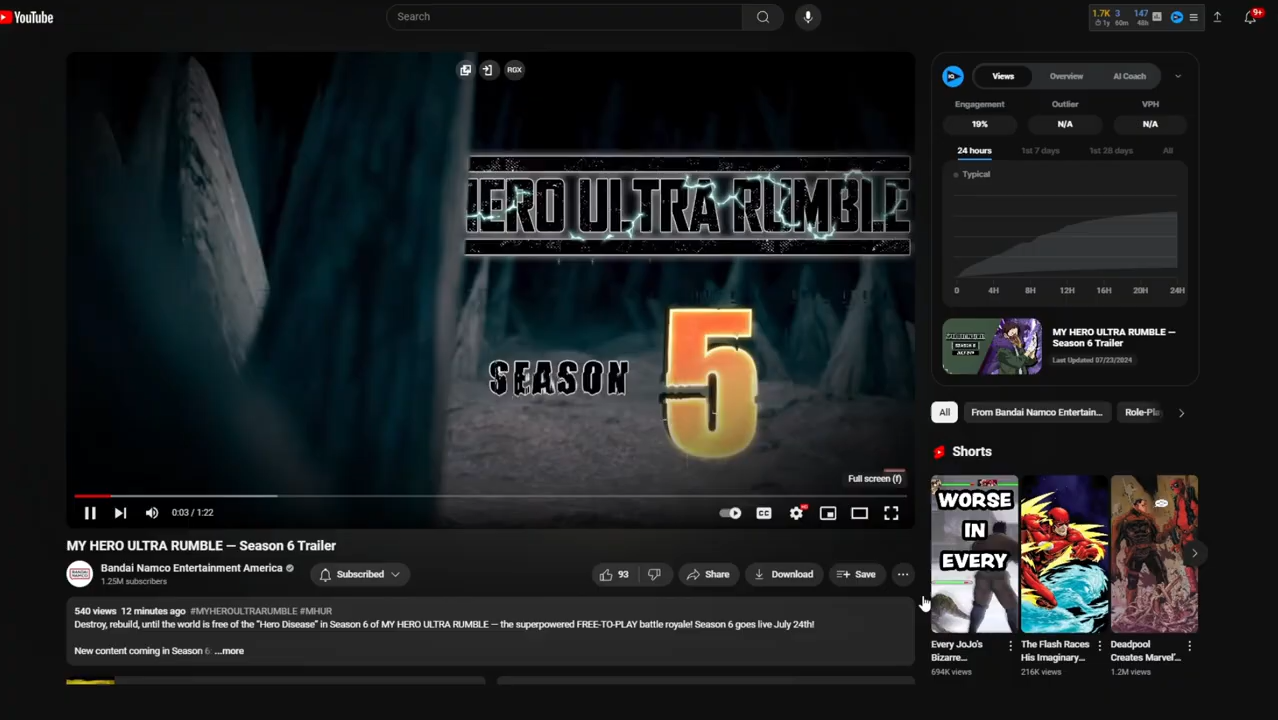 YouTube
Search
1.7K 3 147
1y 60m 48h
9+
RGX
HERO ULTRA RUMBLE
SEASON 5
Full screen (f)
0:03 / 1:22
MY HERO ULTRA RUMBLE — Season 6 Trailer
Bandai Namco Entertainment America
1.25M subscribers
Subscribed
93
Share
Download
Save
540 views 12 minutes ago #MYHEROULTRARUMBLE #MHUR
Destroy, rebuild, until the world is free of the "Hero Disease" in Season 6 of MY HERO ULTRA RUMBLE — the superpowered FREE-TO-PLAY battle royale! Season 6 goes live July 24th!
New content coming in Season 6 ...more
IQ
Views Overview AI Coach
Engagement Outlier VPH
19% N/A N/A
24 hours 1st 7 days 1st 28 days All
Typical
0 4H 8H 12H 16H 20H 24H
MY HERO ULTRA RUMBLE —
Season 6 Trailer
Last Updated 07/23/2024
All From Bandai Namco Entertain... Role-Pla
Shorts
WORSE
IN
EVERY
Every JoJo's
Bizarre...
694K views
The Flash Races
His Imaginary...
216K views
Deadpool
Creates Marvel'...
1.2M views